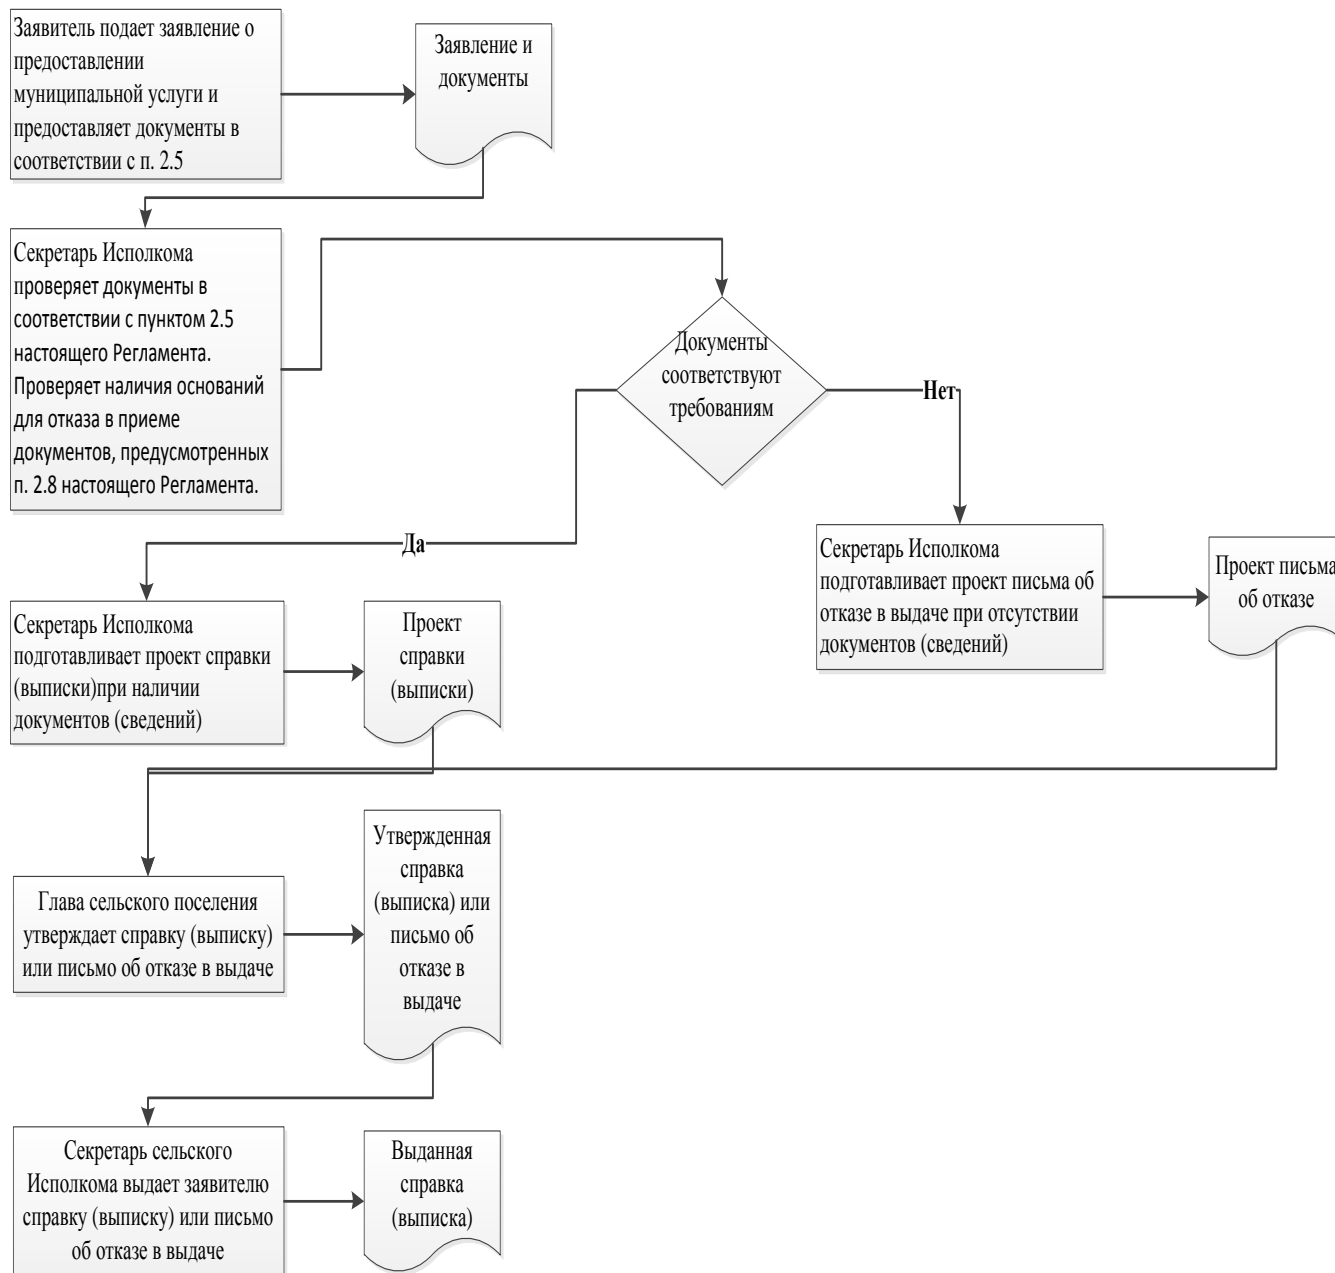 Заявитель подает заявление о
предоставлении
муниципальной услуги и
предоставляет документы в
соответствии с п. 2.5
Заявление и
документы
Секретарь Исполкома
проверяет документы в
соответствии с пунктом 2.5
настоящего Регламента.
Проверяет наличия оснований
для отказа в приеме
документов, предусмотренных
п. 2.8 настоящего Регламента.
Документы
соответствуют
требованиям
Нет
Да
Секретарь Исполкома
подготавливает проект письма об
отказе в выдаче при отсутствии
документов (сведений)
Проект письма
об отказе
Секретарь Исполкома
подготавливает проект справки
(выписки)при наличии
документов (сведений)
Проект
справки
(выписки)
Глава сельского поселения
утверждает справку (выписку)
или письмо об отказе в выдаче
Утвержденная
справка
(выписка) или
письмо об
отказе в
выдаче
Секретарь сельского
Исполкома выдает заявителю
справку (выписку) или письмо
об отказе в выдаче
Выданная
справка
(выписка)